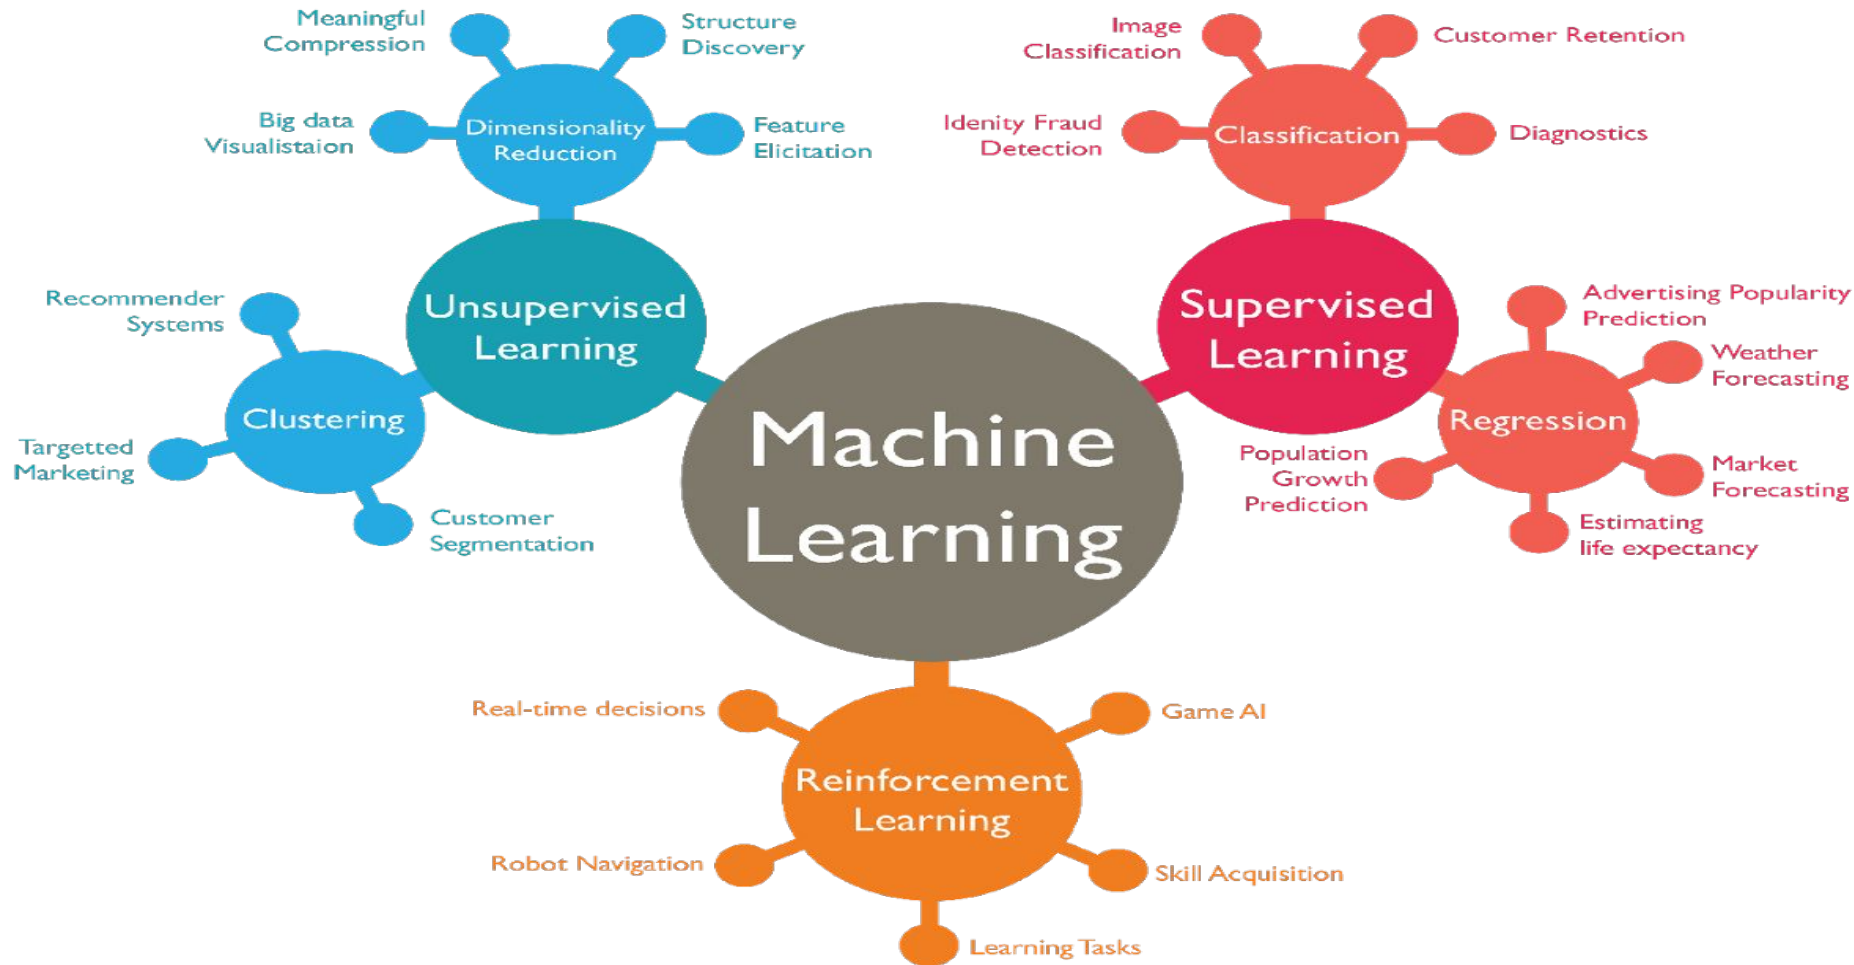 Meaningful
Compression
Structure
Discovery
Big data
Visualistaion
Dimensionality
Reduction
Feature
Elicitation
Image
Classification
Customer Retention
Idenity Fraud
Detection
Classification
Diagnostics
Recommender
Systems
Unsupervised
Learning
Clustering
Targetted
Marketing
Customer
Segmentation
Machine
Learning
Supervised
Learning
Advertising Popularity
Prediction
Weather
Forecasting
Regression
Population
Growth
Prediction
Market
Forecasting
Estimating
life expectancy
Real-time decisions
Game AI
Reinforcement
Learning
Robot Navigation
Skill Acquisition
Learning Tasks